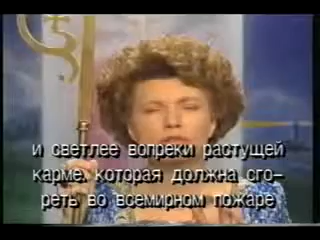 и светлее вопреки растущей
карме, которая должна сго-
реть во всемирном пожаре